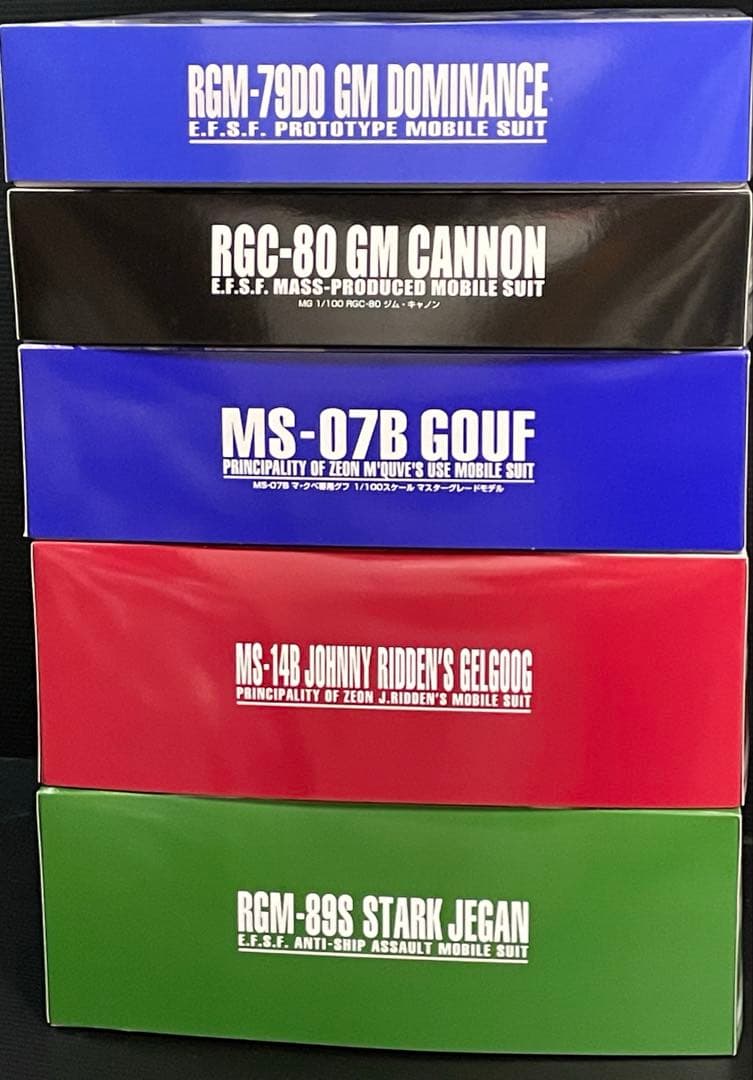 RGM-79DO GM DOMINANCE
E.F.S.F. PROTOTYPE MOBILE SUIT
RGC-80 GM CANNON
E.F.S.F. MASS-PRODUCED MOBILE SUIT
MG 1/100 RGC-80 ジム・キャノン
MS-07B GOUF
PRINCIPALITY OF ZEON M'QUVE'S USE MOBILE SUIT
MS-07B マ・クベ専用グフ 1/100スケール マスターグレードモデル
MS-14B JOHNNY RIDDEN'S GELGOOG
PRINCIPALITY OF ZEON J.RIDDEN'S MOBILE SUIT
RGM-89S STARK JEGAN
E.F.S.F. ANTI-SHIP ASSAULT MOBILE SUIT